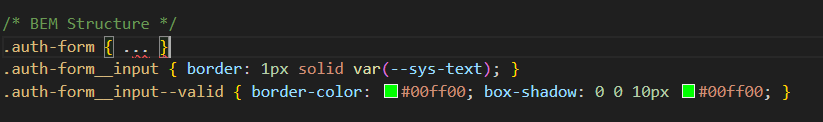 /* BEM Structure */
.auth-form { ... }
.auth-form__input { border: 1px solid var(--sys-text); }
.auth-form__input--valid { border-color: #00ff00; box-shadow: 0 0 10px #00ff00; }